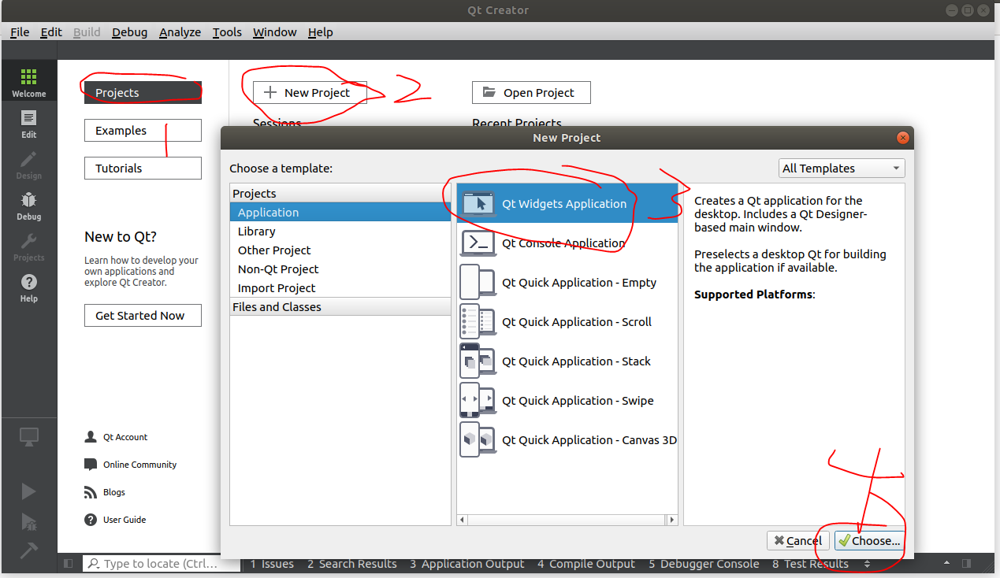 Qt Creator
File Edit Build Debug Analyze Tools Window Help
Welcome
Edit
Design
Debug
Projects
Help
Projects
Examples
Tutorials
1
New to Qt?
Learn how to develop your
own applications and
explore Qt Creator.
Get Started Now
Qt Account
Online Community
Blogs
User Guide
New Project
2
Open Project
Sessions
Recent Projects
New Project
Choose a template:
All Templates
Projects
Application
Library
Other Project
Non-Qt Project
Import Project
Files and Classes
Qt Widgets Application
3
Qt Console Application
Qt Quick Application - Empty
Qt Quick Application - Scroll
Qt Quick Application - Stack
Qt Quick Application - Swipe
Qt Quick Application - Canvas 3D
Creates a Qt application for the
desktop. Includes a Qt Designer-
based main window.
Preselects a desktop Qt for building
the application if available.
Supported Platforms:
4
Cancel
Choose...
Type to locate (Ctrl...
1 Issues 2 Search Results 3 Application Output 4 Compile Output 5 Debugger Console 8 Test Results